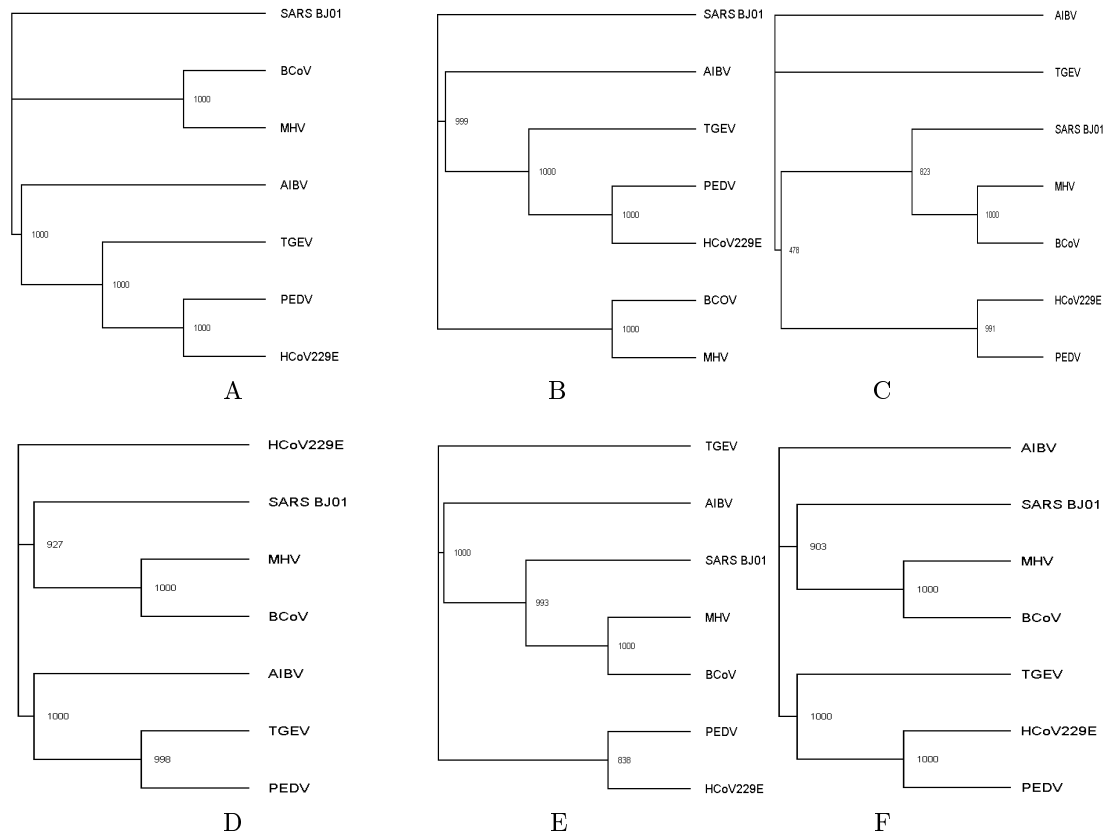 SARS BJ01
BCoV
1000
MHV
AIBV
1000
TGEV
1000
PEDV
1000
HCoV229E
A
SARS BJ01
AIBV
999
TGEV
1000
PEDV
1000
HCoV229E
BCOV
1000
MHV
B
AIBV
TGEV
SARS BJ01
823
MHV
1000
BCoV
478
HCoV229E
991
PEDV
C
HCoV229E
SARS BJ01
927
MHV
1000
BCoV
AIBV
1000
TGEV
998
PEDV
D
TGEV
AIBV
1000
SARS BJ01
993
MHV
1000
BCoV
PEDV
838
HCoV229E
E
AIBV
SARS BJ01
903
MHV
1000
BCoV
TGEV
1000
HCoV229E
1000
PEDV
F